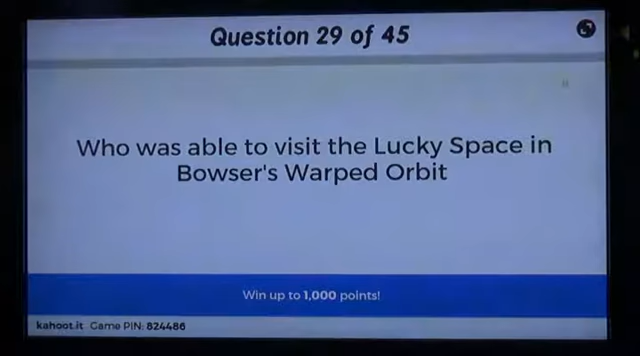 Question 29 of 45
Who was able to visit the Lucky Space in
Bowser's Warped Orbit
Win up to 1,000 points!
kahoot.it Game PIN: 824486